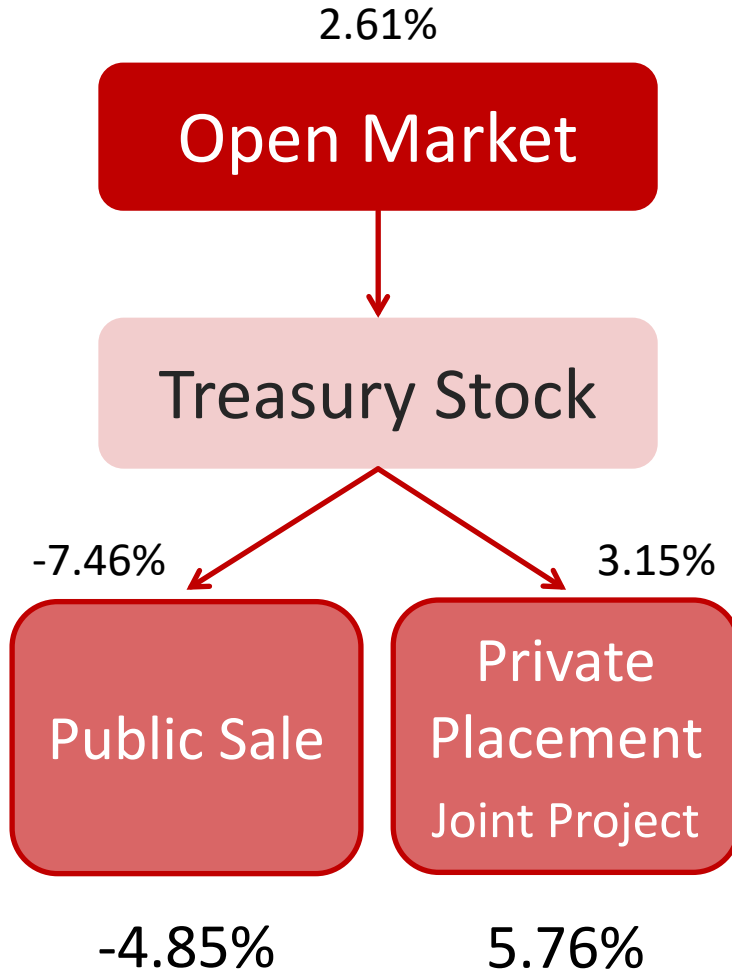 2.61%
Open Market
Treasury Stock
-7.46%
3.15%
Public Sale
Private
Placement
Joint Project
-4.85%
5.76%